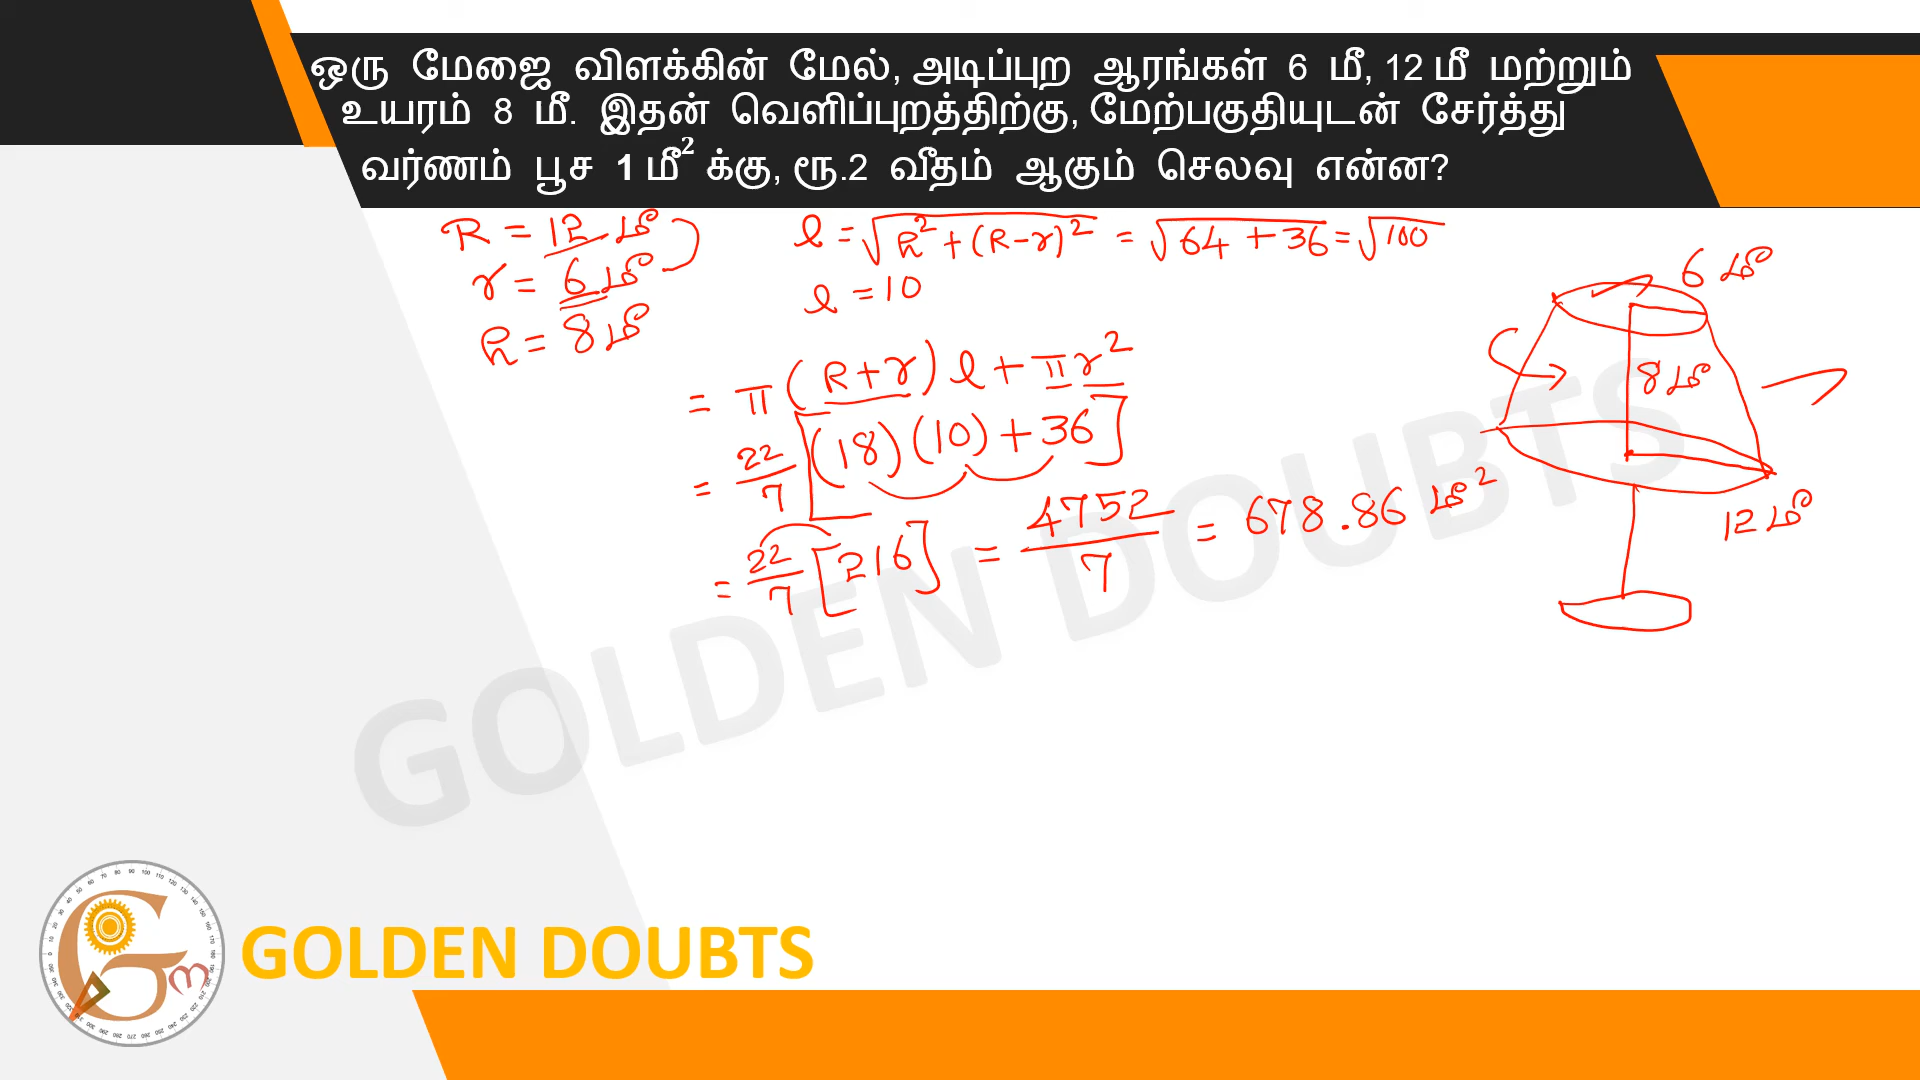 ஒரு மேஜை விளக்கின் மேல், அடிப்புற ஆரங்கள் 6 மீ, 12 மீ மற்றும்
உயரம் 8 மீ. இதன் வெளிப்புறத்திற்கு, மேற்பகுதியுடன் சேர்த்து
வர்ணம் பூச 1 மீ² க்கு, ரூ.2 வீதம் ஆகும் செலவு என்ன?
R = 12 மீ
r = 6 மீ
h = 8 மீ
l = √h² + (R-r)² = √64 + 36 = √100
l = 10
= π (R+r) l + πr²
= 22/7 [(18) (10) + 36]
= 22/7 [216] = 4752/7 = 678.86 மீ²
6 மீ
8 மீ
12 மீ
GOLDEN DOUBTS
GOLDEN DOUBTS